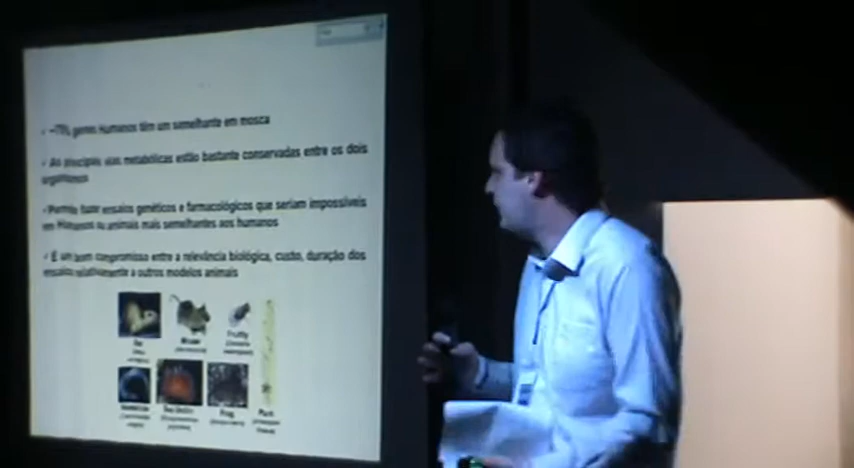 ✓ ~75% genes Humanos têm um semelhante em mosca
✓ As principais vias metabólicas estão bastante conservadas entre os dois
organismos
✓ Permite fazer ensaios genéticos e farmacológicos que seriam impossíveis
em Humanos ou animais mais semelhantes aos humanos
✓ É um bom compromisso entre a relevância biológica, custo, duração dos
ensaios relativamente a outros modelos animais
Mouse
Fruitfly
Sea Urchin
Frog